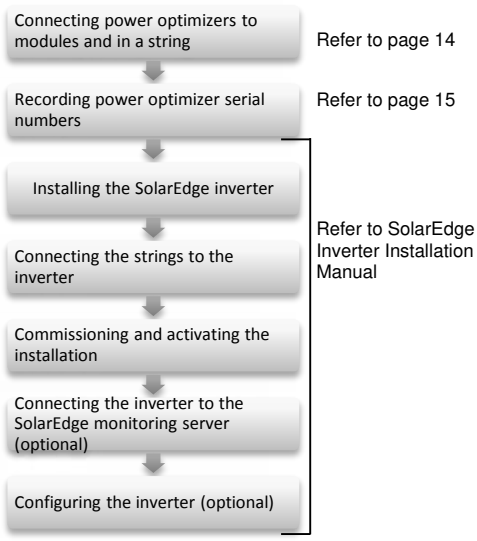 Connecting power optimizers to
modules and in a string
Refer to page 14
Recording power optimizer serial
numbers
Refer to page 15
Installing the SolarEdge inverter
Refer to SolarEdge
Inverter Installation
Manual
Connecting the strings to the
inverter
Commissioning and activating the
installation
Connecting the inverter to the
SolarEdge monitoring server
(optional)
Configuring the inverter (optional)